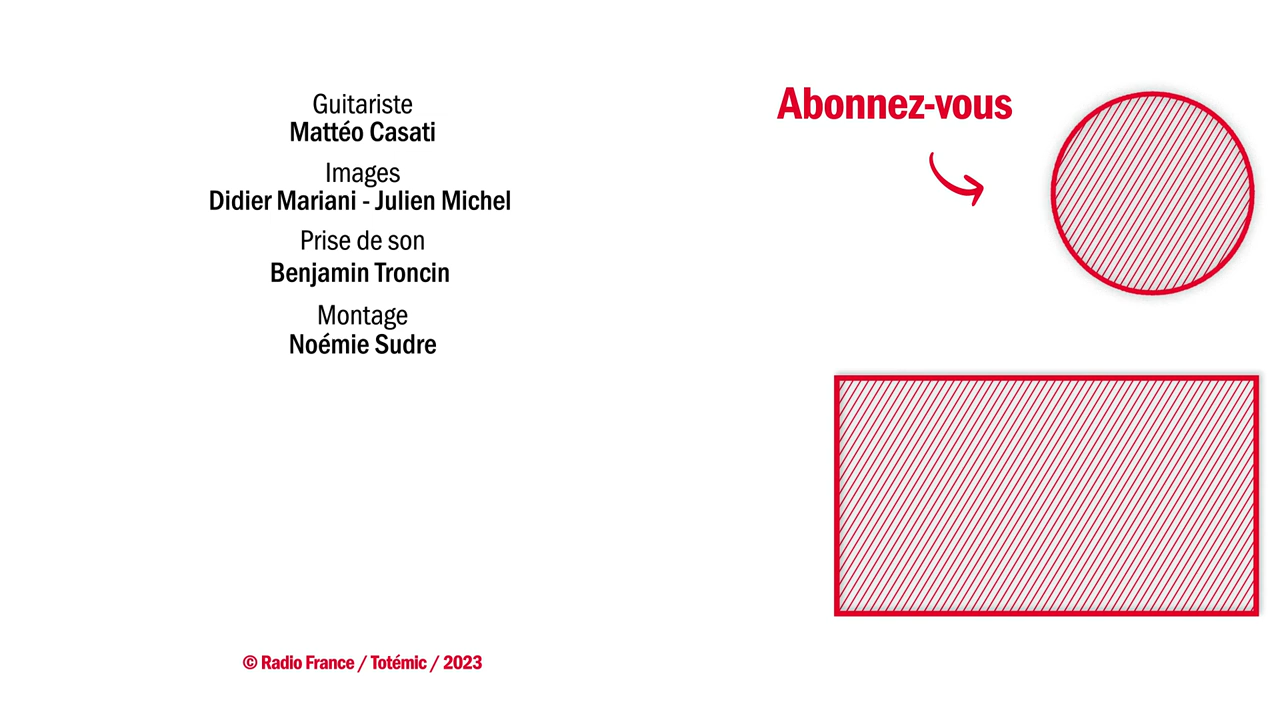 Guitariste
Mattéo Casati
Images
Didier Mariani - Julien Michel
Prise de son
Benjamin Troncin
Montage
Noémie Sudre
© Radio France / Totémic / 2023
Abonnez-vous